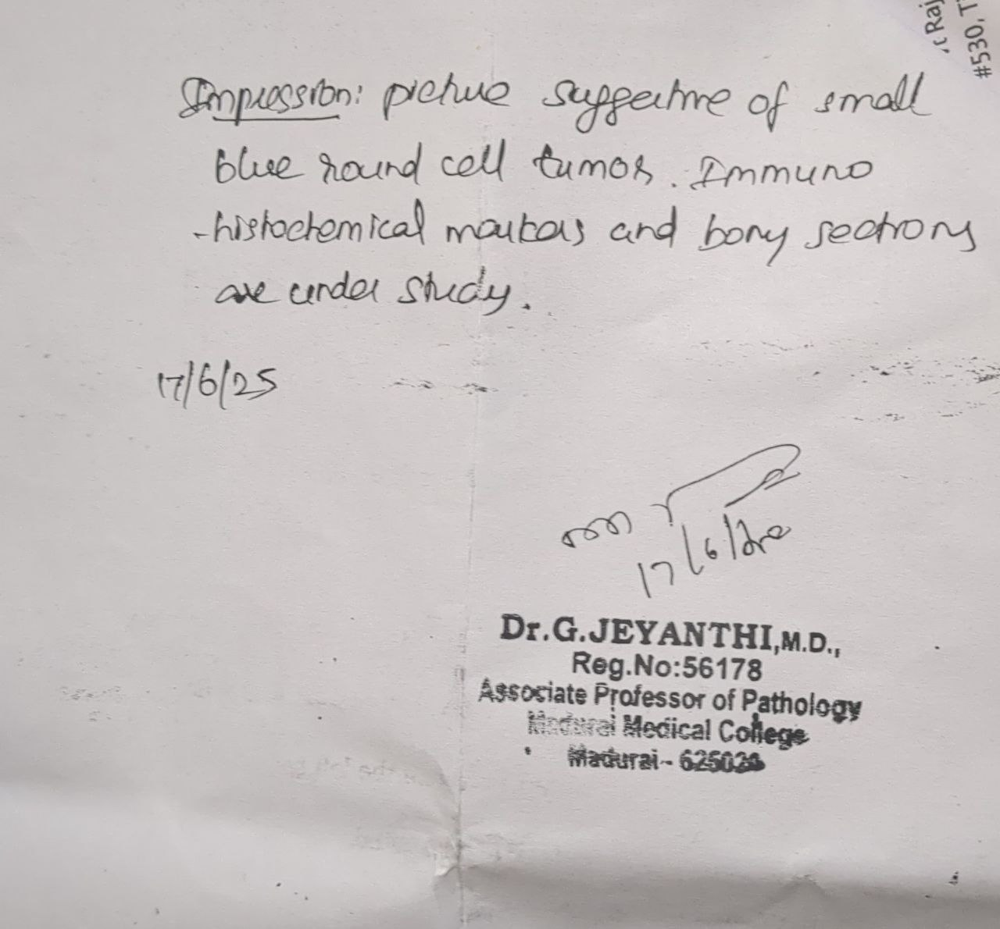 't Raj
#530, T
Impression: picture suggestive of small
blue round cell tumor. Immuno
-histochemical markers and bony sections
are under study.
17/6/25
17/6/
Dr.G.JEYANTHI,M.D.,
Reg.No:56178
Associate Professor of Pathology
Madurai Medical College
Madurai-